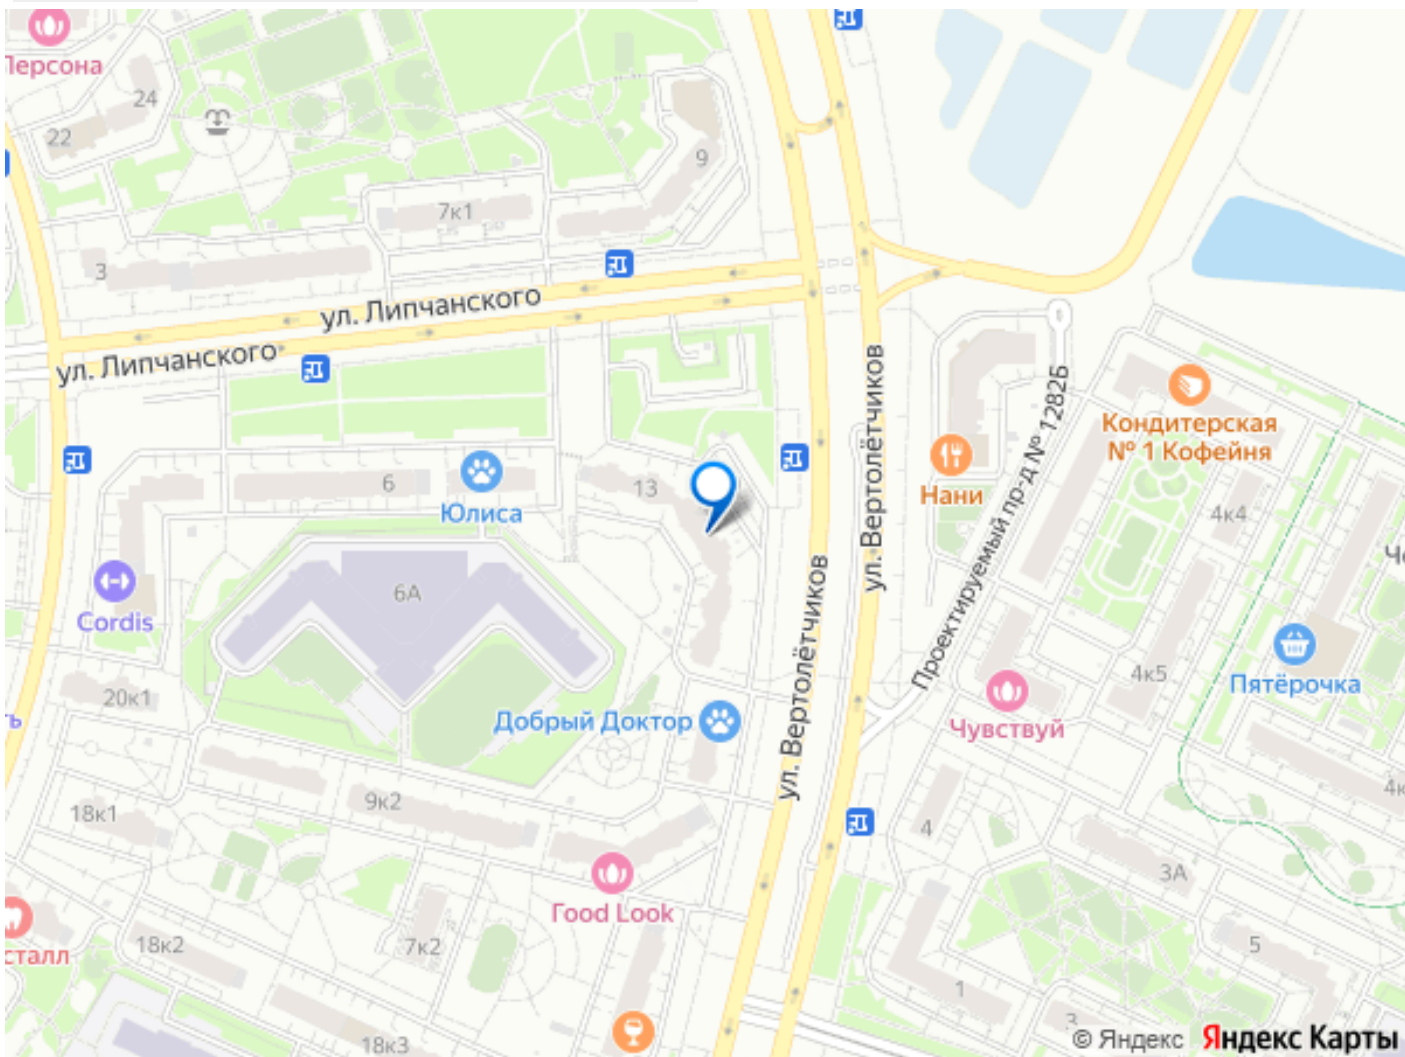 Персона
24
22
9
7к1
3
ул. Липчанского
ул. Липчанского
ул. Вертолётчиков
Проектируемый пр-д № 1282Б
Кондитерская
№ 1 Кофейня
Нани
13
6
Юлиса
4к4
6А
Cordis
ул. Вертолётчиков
4к5
Пятёрочка
20к1
Добрый Доктор
Чувствуй
9к2
18к1
4
3А
Good Look
18к2
7к2
5
1
3
18к3
© Яндекс Яндекс Карты